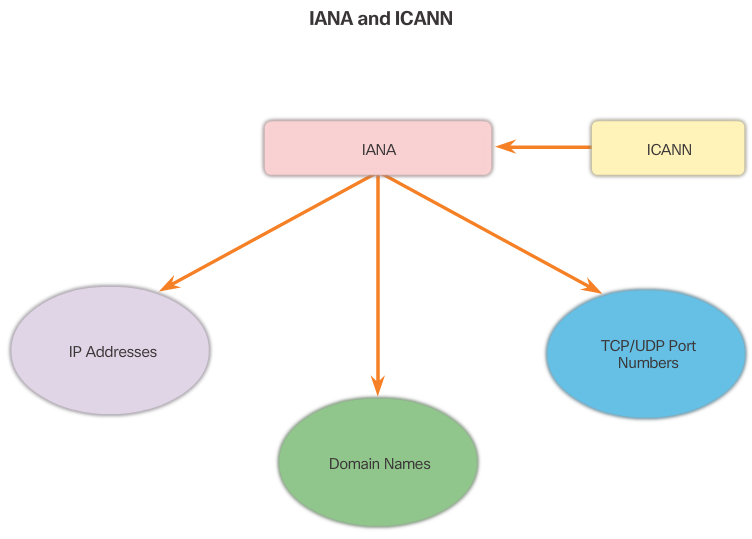 IANA and ICANN
IANA
ICANN
IP Addresses
TCP/UDP Port
Numbers
Domain Names